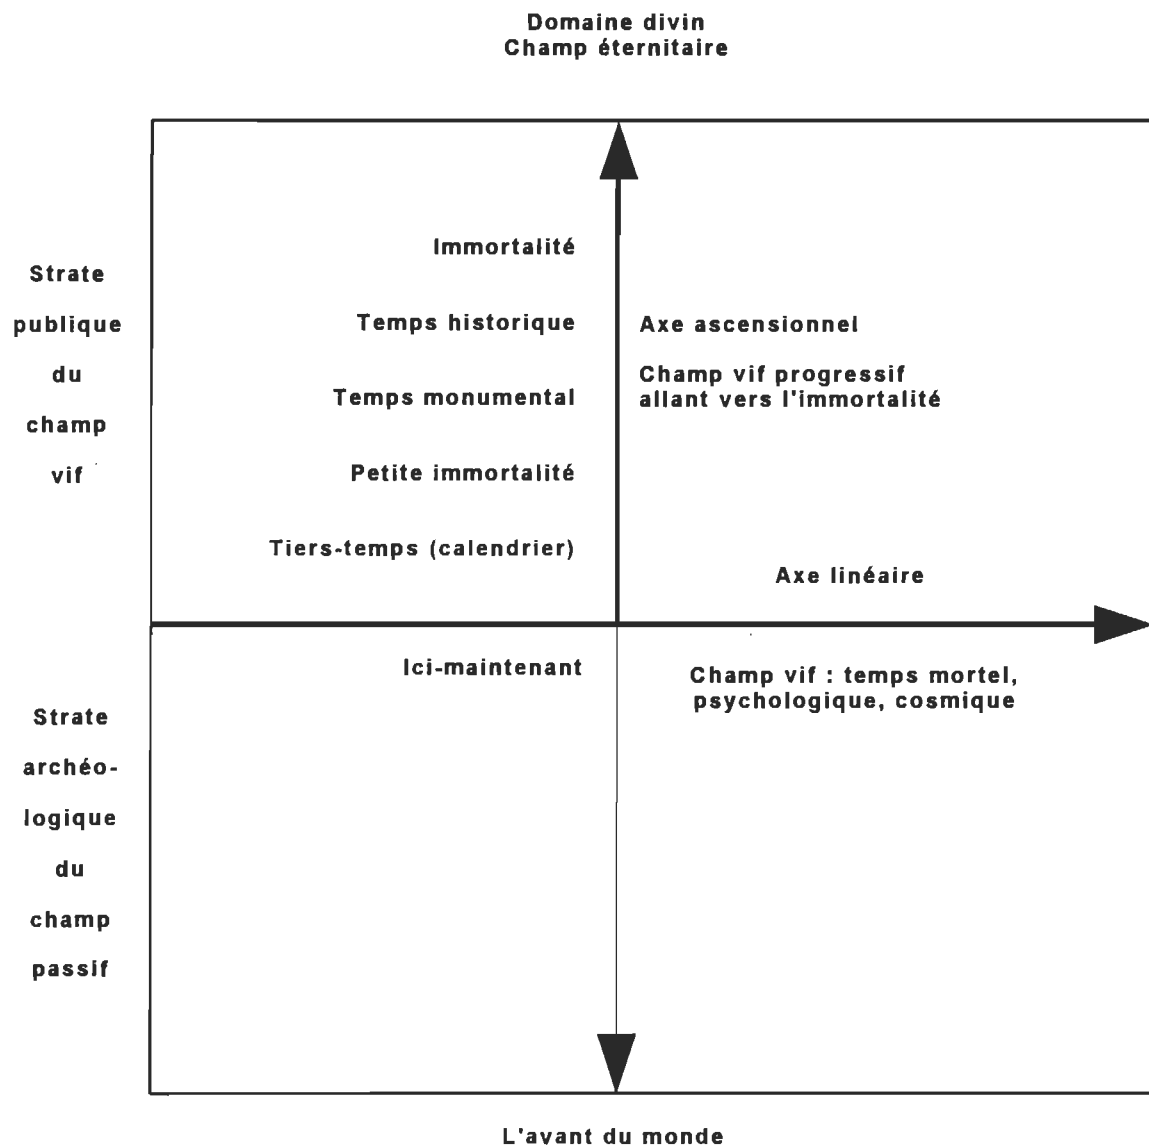 Domaine divin
Champ éternitaire
Immortalité
Strate
publique
du
champ
vif
Temps historique
Axe ascensionnel
Champ vif progressif
allant vers l'immortalité
Temps monumental
Petite immortalité
Tiers-temps (calendrier)
Axe linéaire
Ici-maintenant
Champ vif : temps mortel,
psychologique, cosmique
Strate
archéo-
logique
du
champ
passif
L'avant du monde